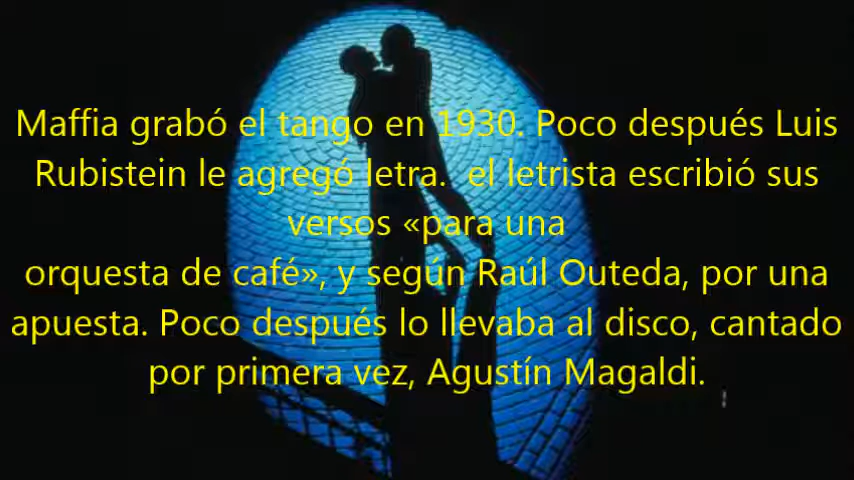 Maffia grabó el tango en 1930. Poco después Luis
Rubistein le agregó letra.  el letrista escribió sus
versos «para una
orquesta de café», y según Raúl Outeda, por una
apuesta. Poco después lo llevaba al disco, cantado
por primera vez, Agustín Magaldi.